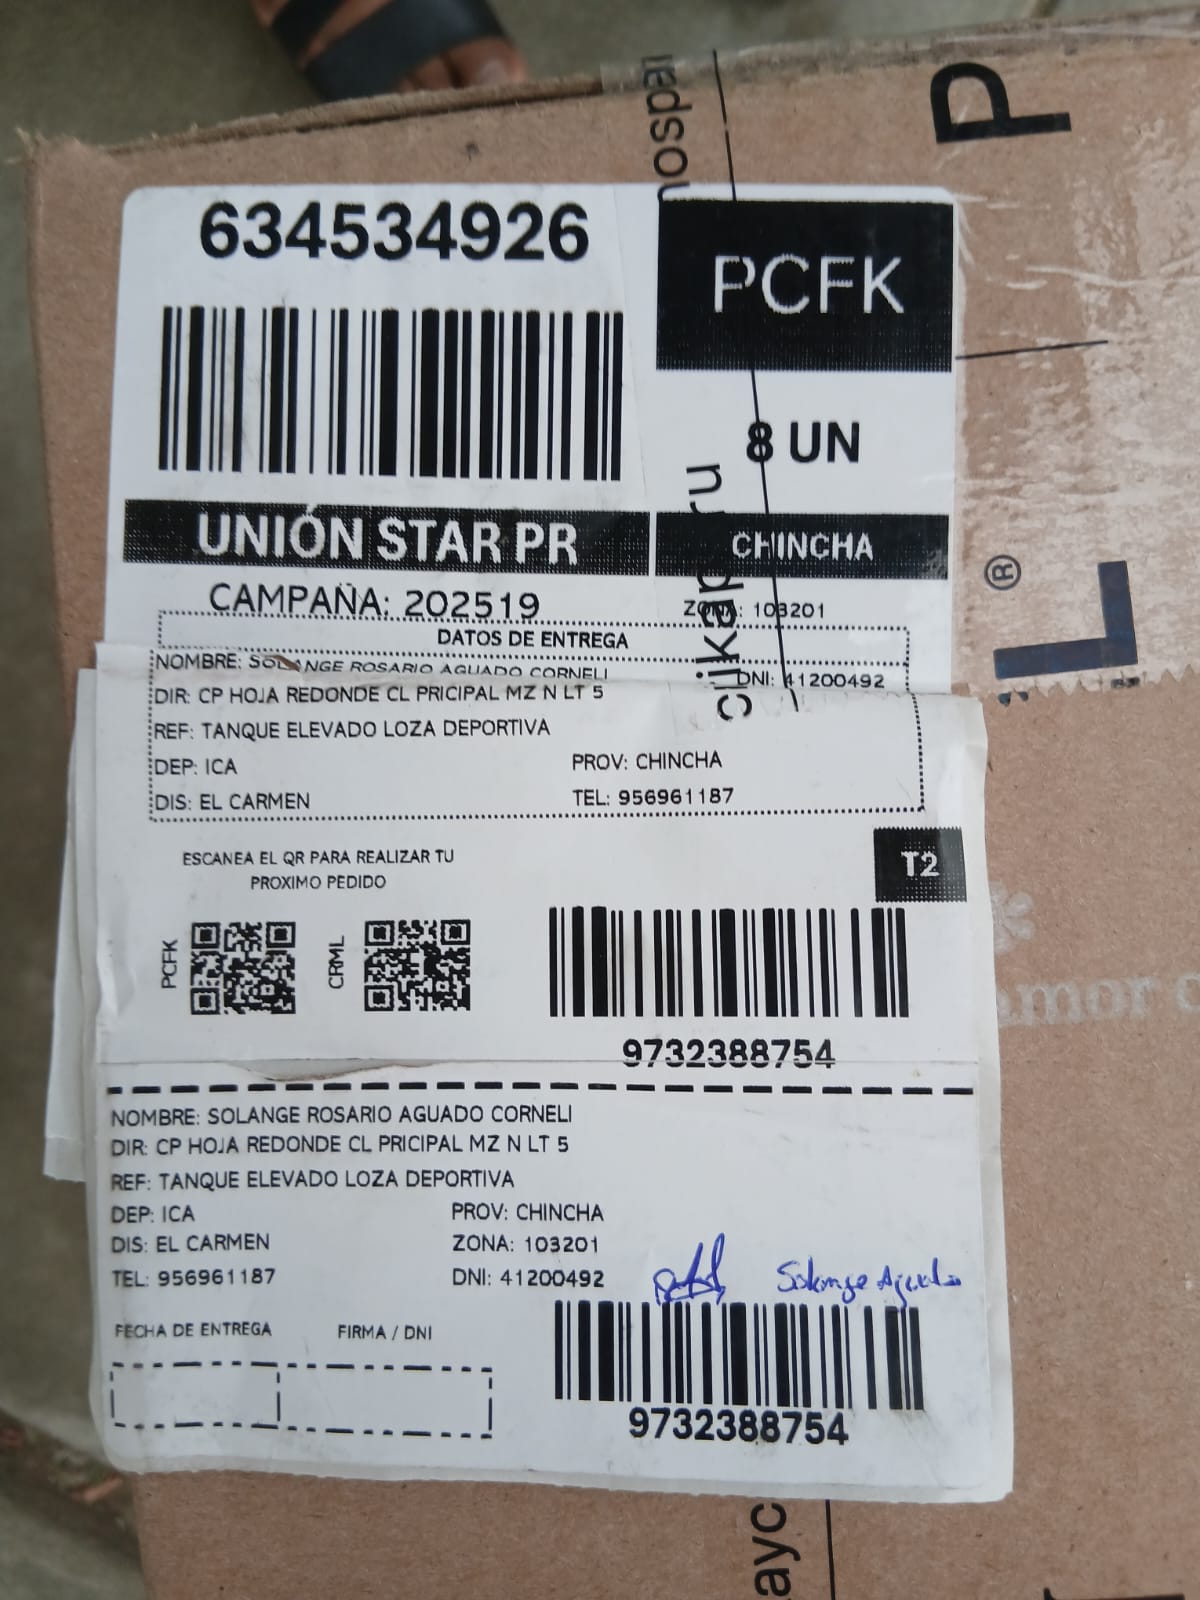 P
634534926
PCFK
8 UN
UNIÓN STAR PR
CHINCHA
CAMPAÑA: 202519
ZONA: 103201
DATOS DE ENTREGA
NOMBRE: SOLANGE ROSARIO AGUADO CORNELI
DNI: 41200492
DIR: CP HOJA REDONDE CL PRICIPAL MZ N LT 5
REF: TANQUE ELEVADO LOZA DEPORTIVA
DEP: ICA
PROV: CHINCHA
DIS: EL CARMEN
TEL: 956961187
L®
ESCANEA EL QR PARA REALIZAR TU
PROXIMO PEDIDO
T2
PCFK
CRML
9732388754
NOMBRE: SOLANGE ROSARIO AGUADO CORNELI
DIR: CP HOJA REDONDE CL PRICIPAL MZ N LT 5
REF: TANQUE ELEVADO LOZA DEPORTIVA
DEP: ICA
PROV: CHINCHA
DIS: EL CARMEN
ZONA: 103201
TEL: 956961187
DNI: 41200492
Solange Aguado
FECHA DE ENTREGA
FIRMA / DNI
9732388754